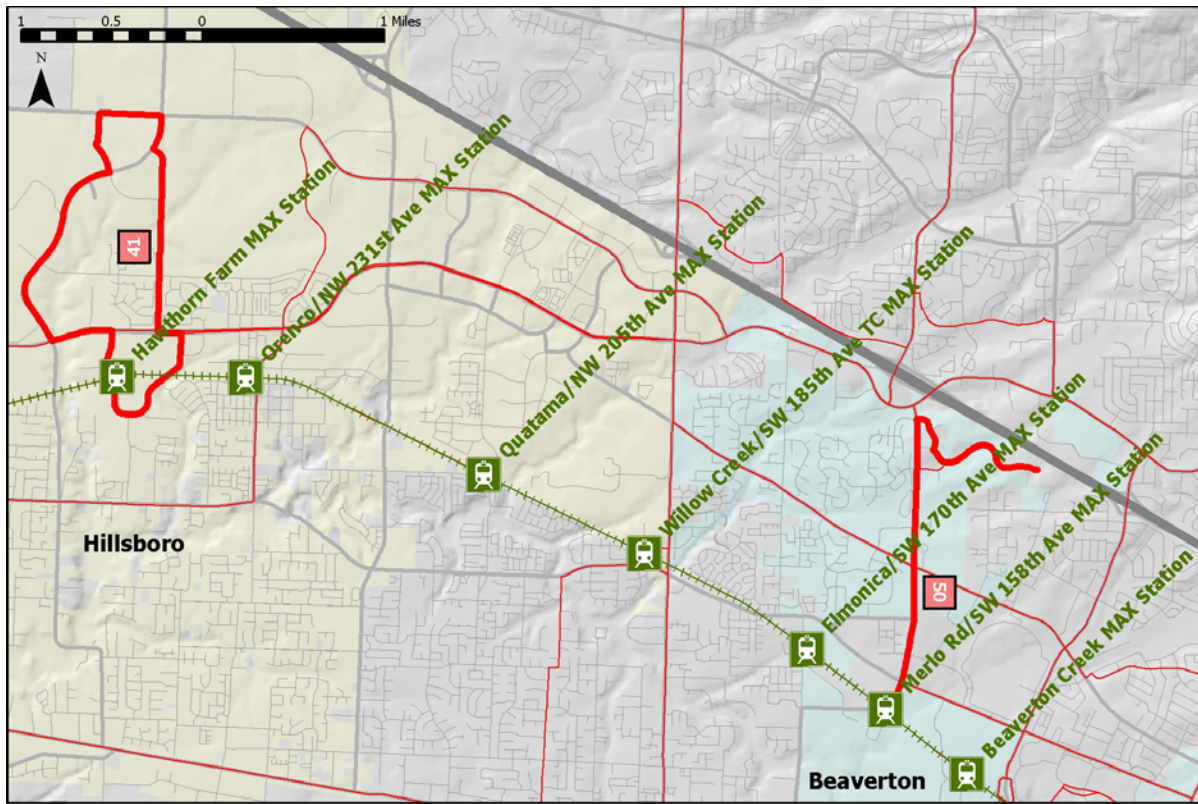 1 0.5 0 1 Miles
N
41
Hawthorn Farm MAX Station
Orenco/NW 231st Ave MAX Station
Quatama/NW 205th Ave MAX Station
Willow Creek/SW 185th Ave TC MAX Station
Elmonica/SW 170th Ave MAX Station
Merlo Rd/SW 158th Ave MAX Station
Beaverton Creek MAX Station
50
Hillsboro
Beaverton